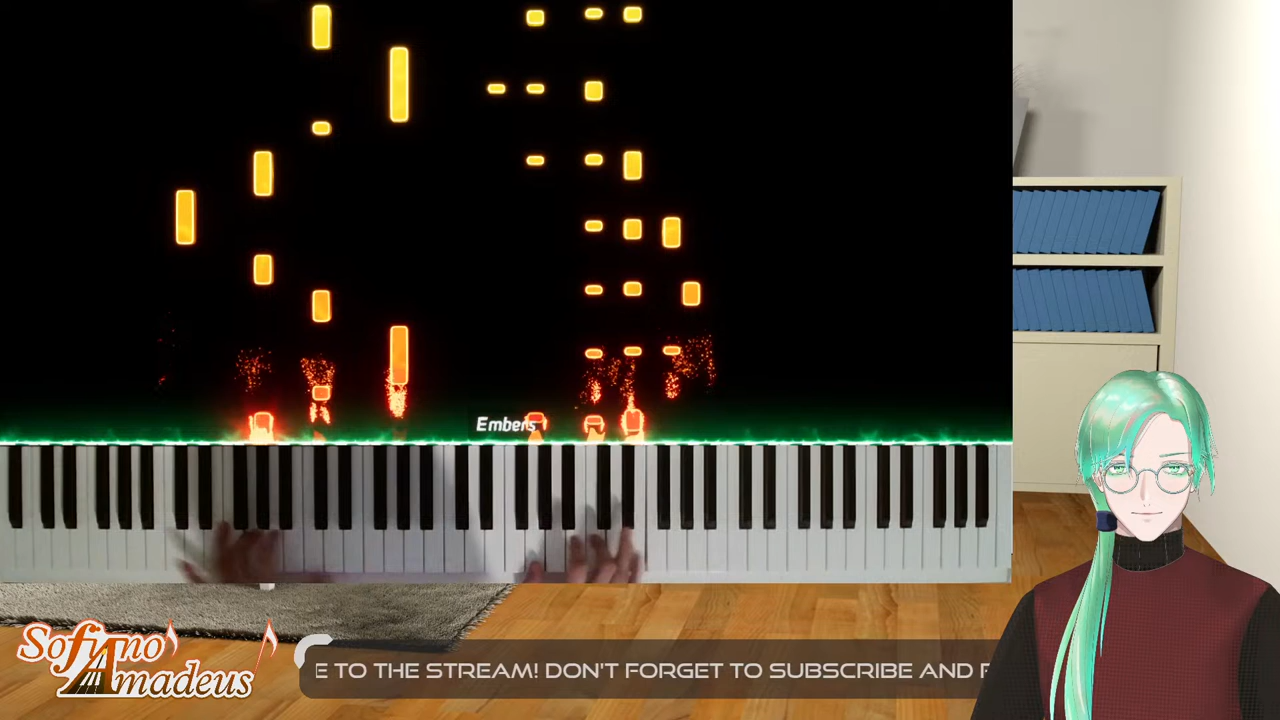 Embers
Sofiano
Amadeus
E TO THE STREAM! DON'T FORGET TO SUBSCRIBE AND